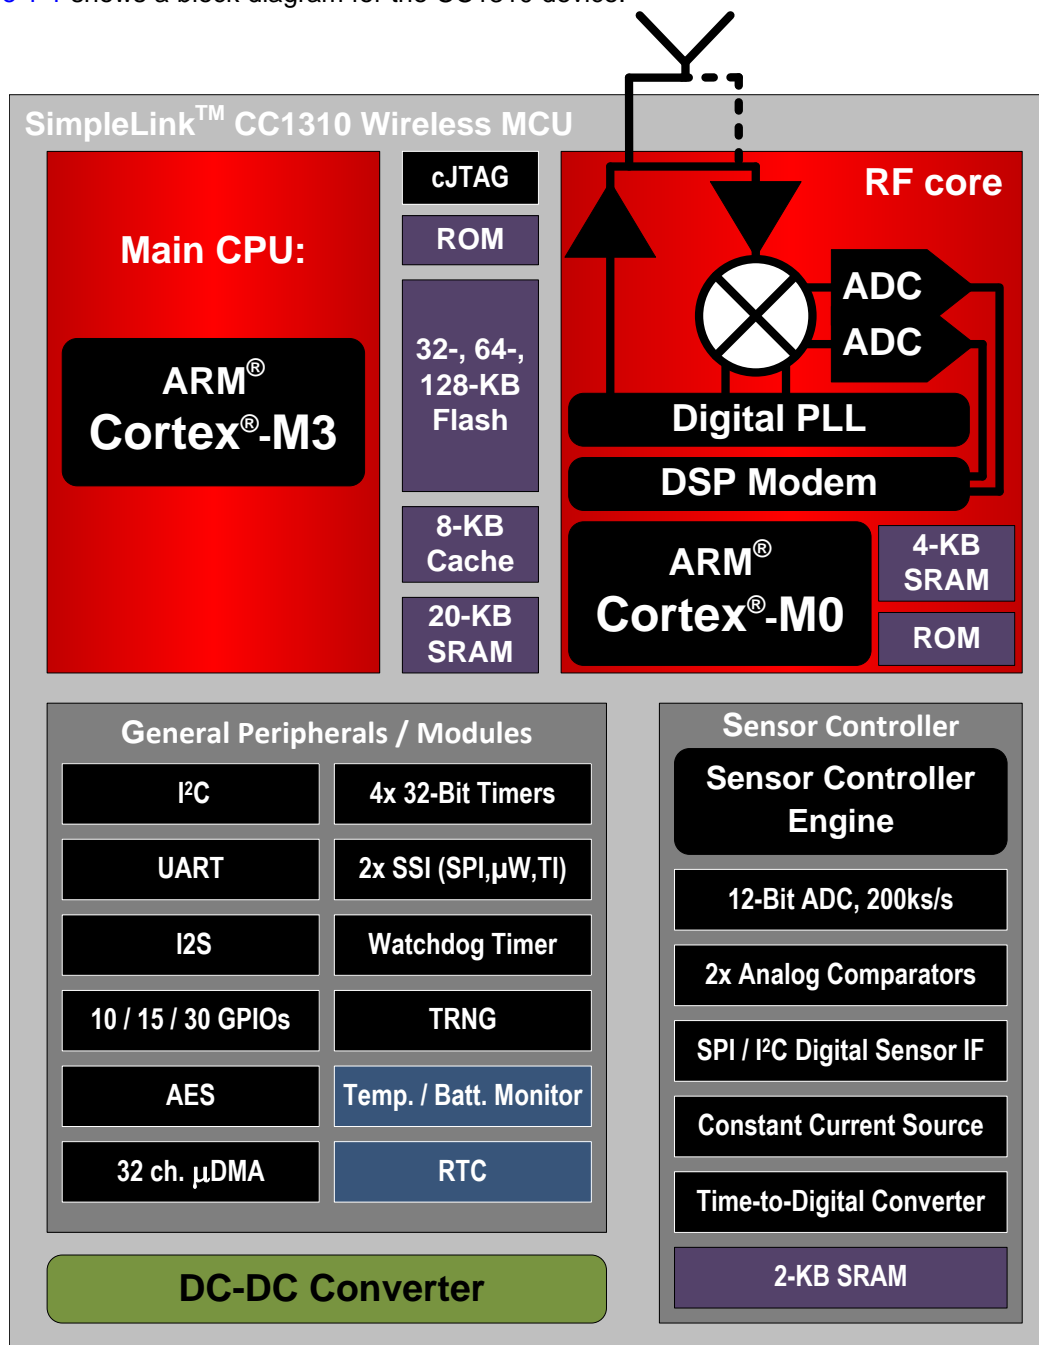 shows a block diagram for the
SimpleLink™ CC1310 Wireless MCU
Main CPU:
ARM®
Cortex®-M3
cJTAG
ROM
32-, 64-,
128-KB
Flash
8-KB
Cache
20-KB
SRAM
RF core
ADC
ADC
Digital PLL
DSP Modem
ARM®
Cortex®-M0
4-KB
SRAM
ROM
General Peripherals / Modules
I²C
4x 32-Bit Timers
UART
2x SSI (SPI,µW,TI)
I2S
Watchdog Timer
10 / 15 / 30 GPIOs
TRNG
AES
Temp. / Batt. Monitor
32 ch. µDMA
RTC
Sensor Controller
Sensor Controller
Engine
12-Bit ADC, 200ks/s
2x Analog Comparators
SPI / I²C Digital Sensor IF
Constant Current Source
Time-to-Digital Converter
2-KB SRAM
DC-DC Converter